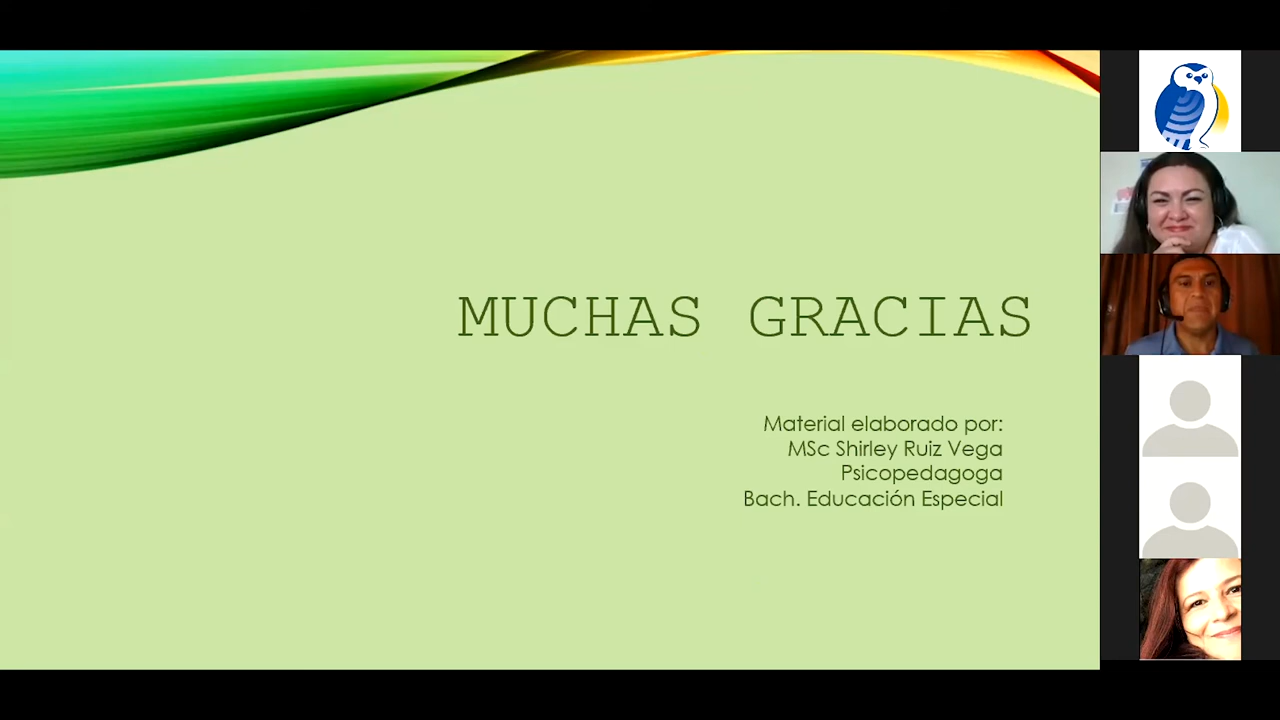 MUCHAS GRACIAS
Material elaborado por:
MSc Shirley Ruiz Vega
Psicopedagoga
Bach. Educación Especial